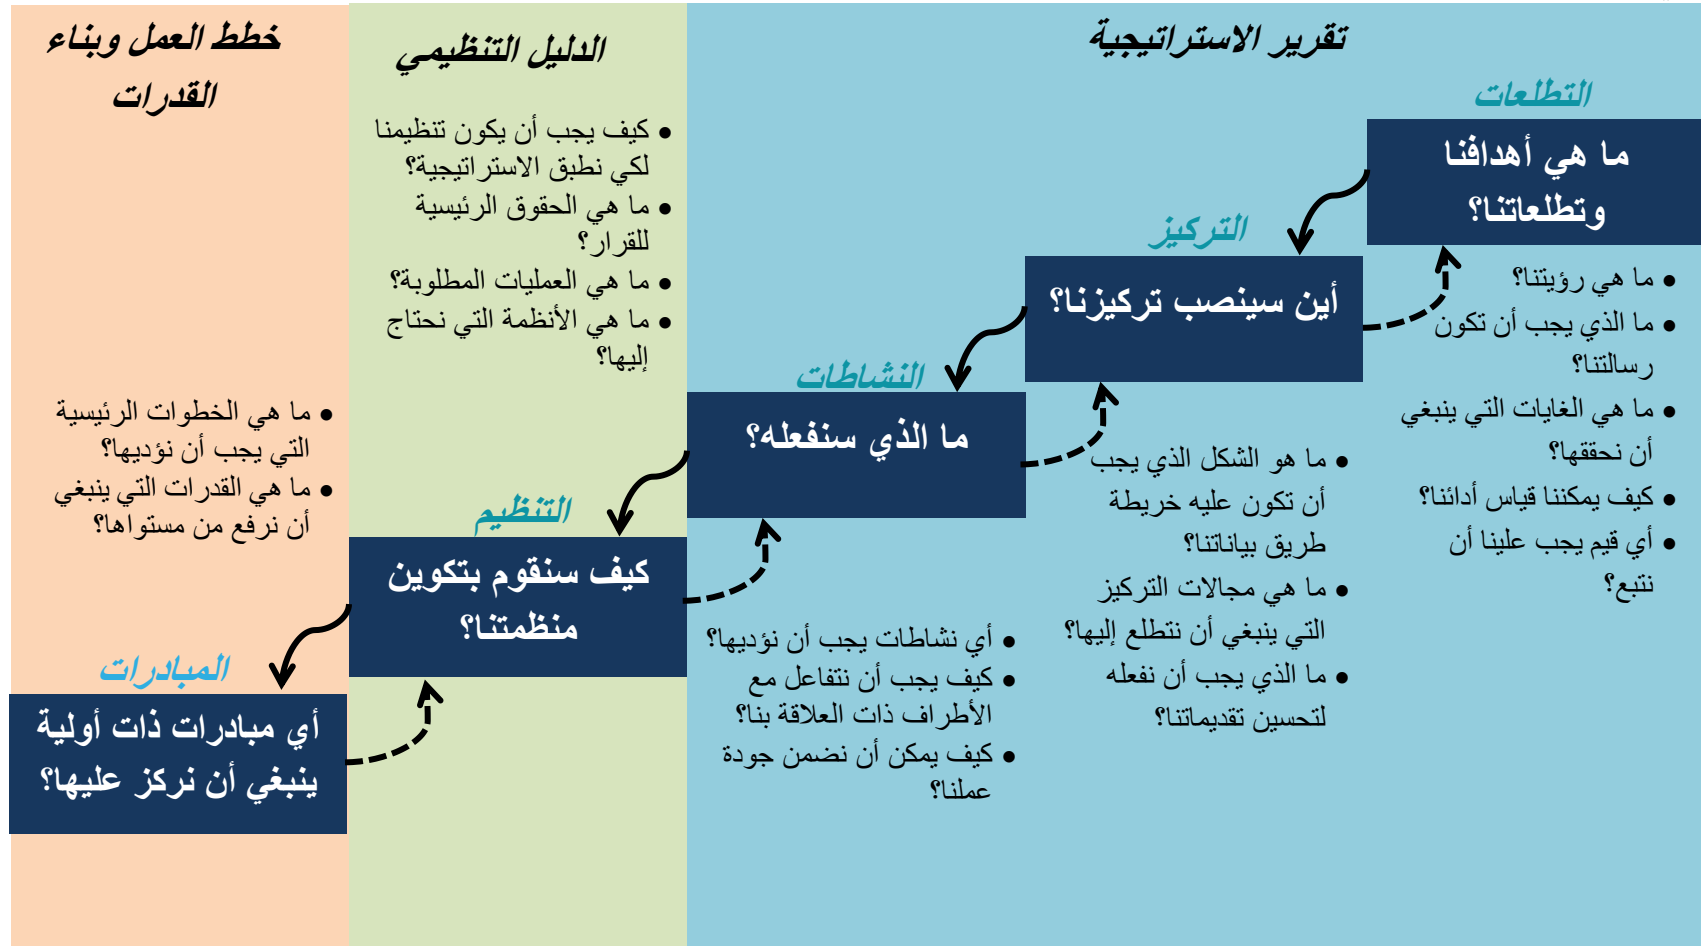 تقرير الاستراتيجية
التطلعات
ما هي أهدافنا
وتطلعاتنا؟
• ما هي رؤيتنا؟
• ما الذي يجب أن تكون
رسالتنا؟
• ما هي الغايات التي ينبغي
أن نحققها؟
• كيف يمكننا قياس أدائنا؟
• أي قيم يجب علينا أن
نتبع؟
التركيز
أين سينصب تركيزنا؟
• ما هو الشكل الذي يجب
أن تكون عليه خريطة
طريق بياناتنا؟
• ما هي مجالات التركيز
التي ينبغي أن نتطلع إليها؟
• ما الذي يجب أن نفعله
لتحسين تقديماتنا؟
النشاطات
ما الذي سنفعله؟
• أي نشاطات يجب أن نؤديها؟
• كيف يجب أن نتفاعل مع
الأطراف ذات العلاقة بنا؟
• كيف يمكن أن نضمن جودة
عملنا؟
الدليل التنظيمي
• كيف يجب أن يكون تنظيمنا
لكي نطبق الاستراتيجية؟
• ما هي الحقوق الرئيسية
للقرار؟
• ما هي العمليات المطلوبة؟
• ما هي الأنظمة التي نحتاج
إليها؟
التنظيم
كيف سنقوم بتكوين
منظمتنا؟
خطط العمل وبناء
القدرات
• ما هي الخطوات الرئيسية
التي يجب أن نؤديها؟
• ما هي القدرات التي ينبغي
أن نرفع من مستواها؟
المبادرات
أي مبادرات ذات أولية
ينبغي أن نركز عليها؟